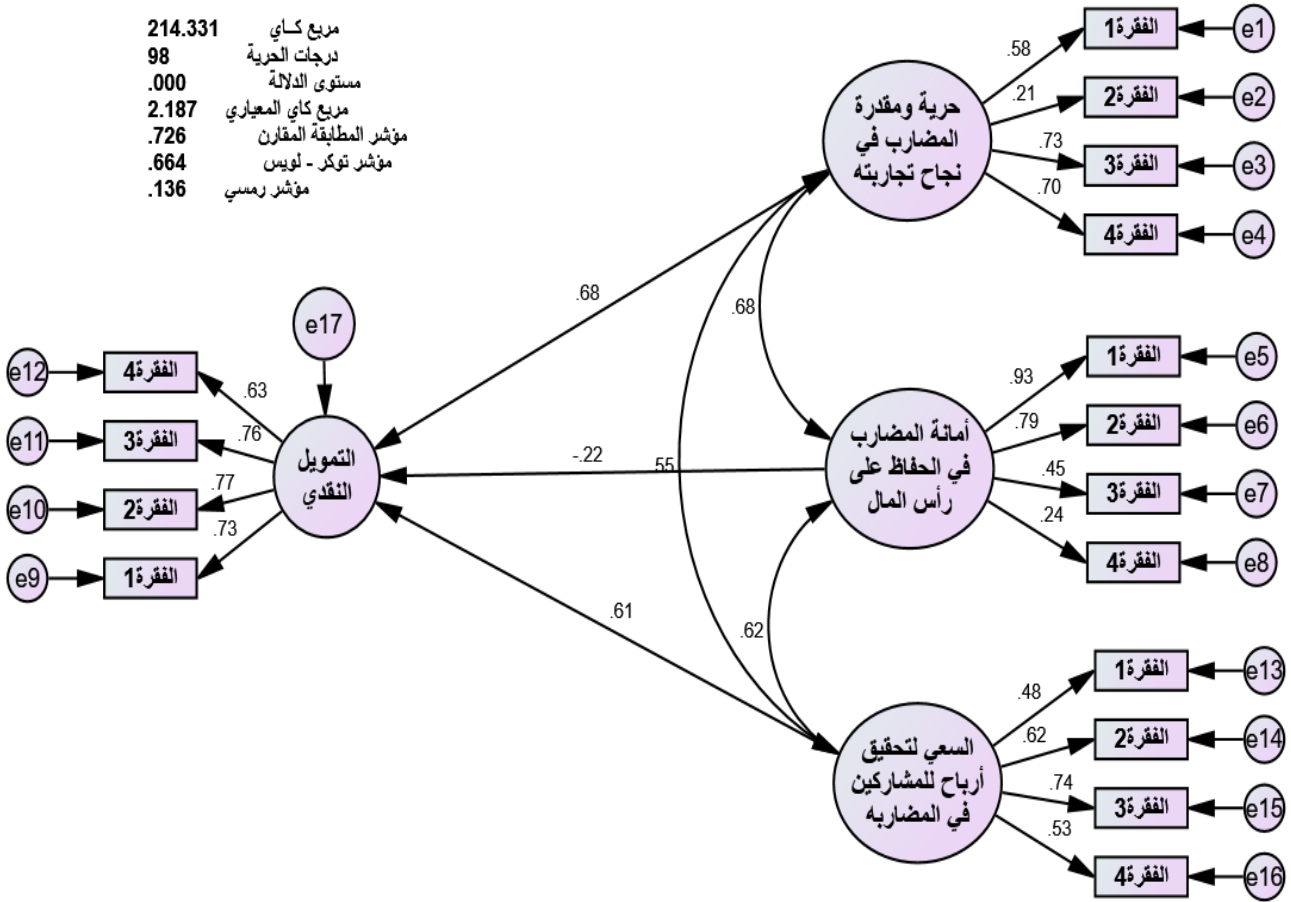 مربع كــاي 214.331
درجات الحرية 98
مستوى الدلالة .000
مربع كاي المعياري 2.187
مؤشر المطابقة المقارن .726
مؤشر توكر - لويس .664
مؤشر رمسي .136
e17
e12
الفقرة4
.63
e11
الفقرة3
.76
e10
الفقرة2
.77
e9
الفقرة1
.73
التمويل
النقدي
.68
-.22
.61
.68
.55
.62
حرية ومقدرة
المضارب في
نجاح تجاربته
.58
الفقرة1
e1
.21
الفقرة2
e2
.73
الفقرة3
e3
.70
الفقرة4
e4
أمانة المضارب
في الحفاظ على
رأس المال
.93
الفقرة1
e5
.79
الفقرة2
e6
.45
الفقرة3
e7
.24
الفقرة4
e8
السعي لتحقيق
أرباح للمشاركين
في المضاربه
.48
الفقرة1
e13
.62
الفقرة2
e14
.74
الفقرة3
e15
.53
الفقرة4
e16